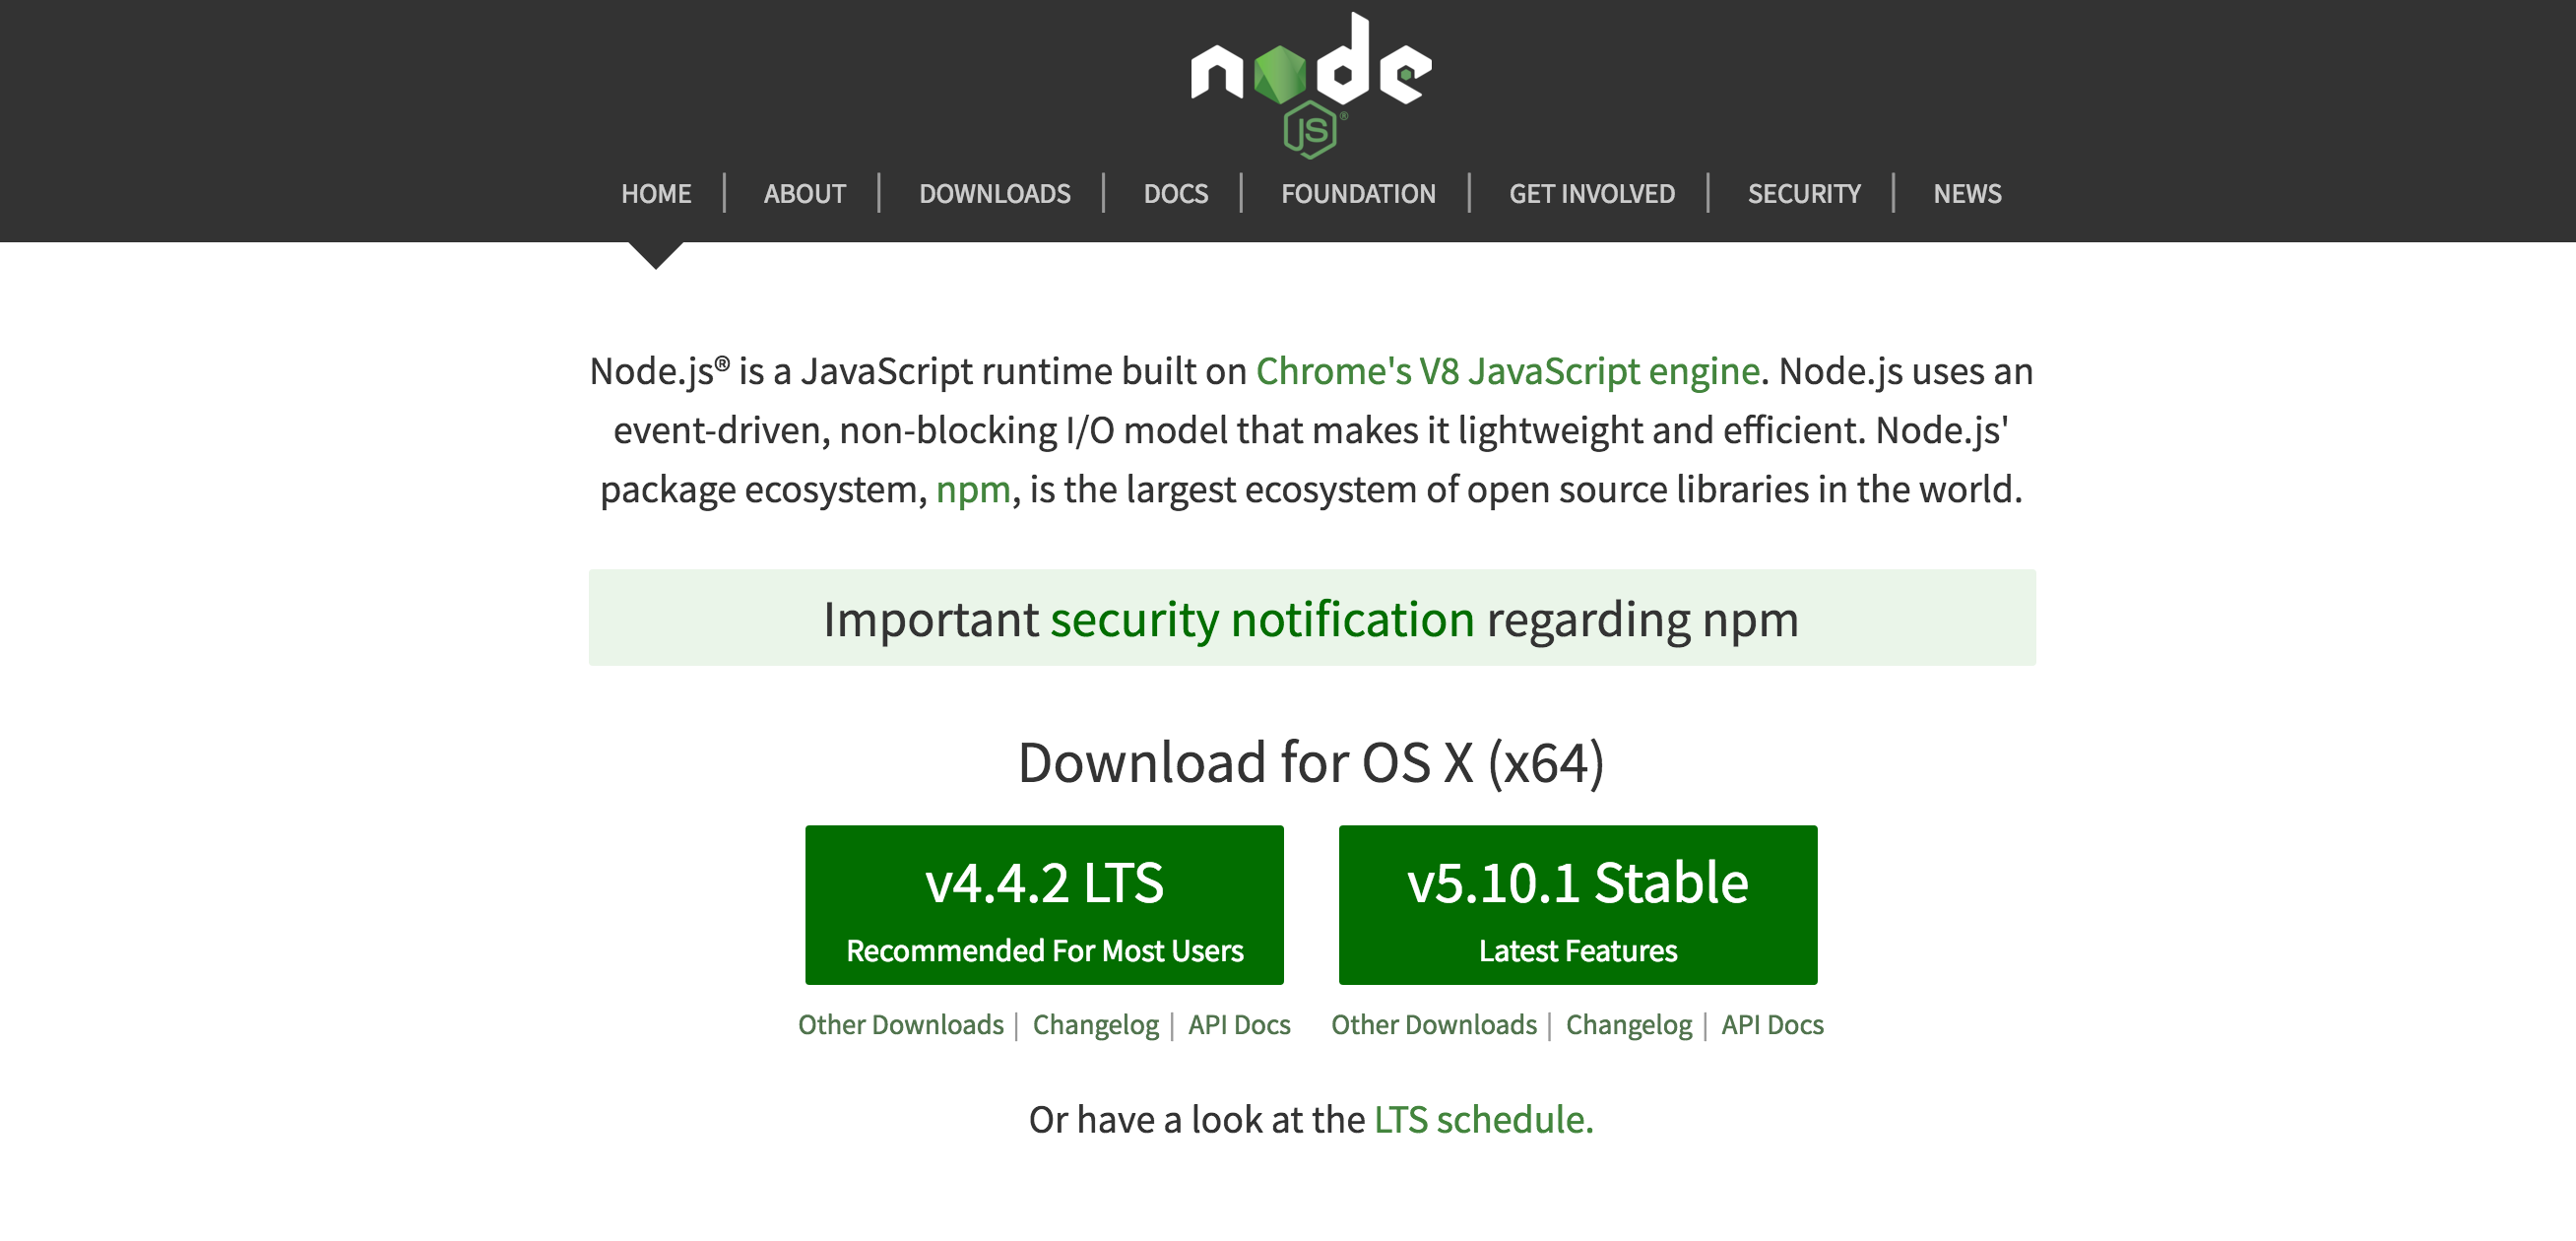 node
JS®
HOME | ABOUT | DOWNLOADS | DOCS | FOUNDATION | GET INVOLVED | SECURITY | NEWS
Node.js® is a JavaScript runtime built on Chrome's V8 JavaScript engine. Node.js uses an
event-driven, non-blocking I/O model that makes it lightweight and efficient. Node.js'
package ecosystem, npm, is the largest ecosystem of open source libraries in the world.
Important security notification regarding npm
Download for OS X (x64)
v4.4.2 LTS
Recommended For Most Users
Other Downloads | Changelog | API Docs
v5.10.1 Stable
Latest Features
Other Downloads | Changelog | API Docs
Or have a look at the LTS schedule.